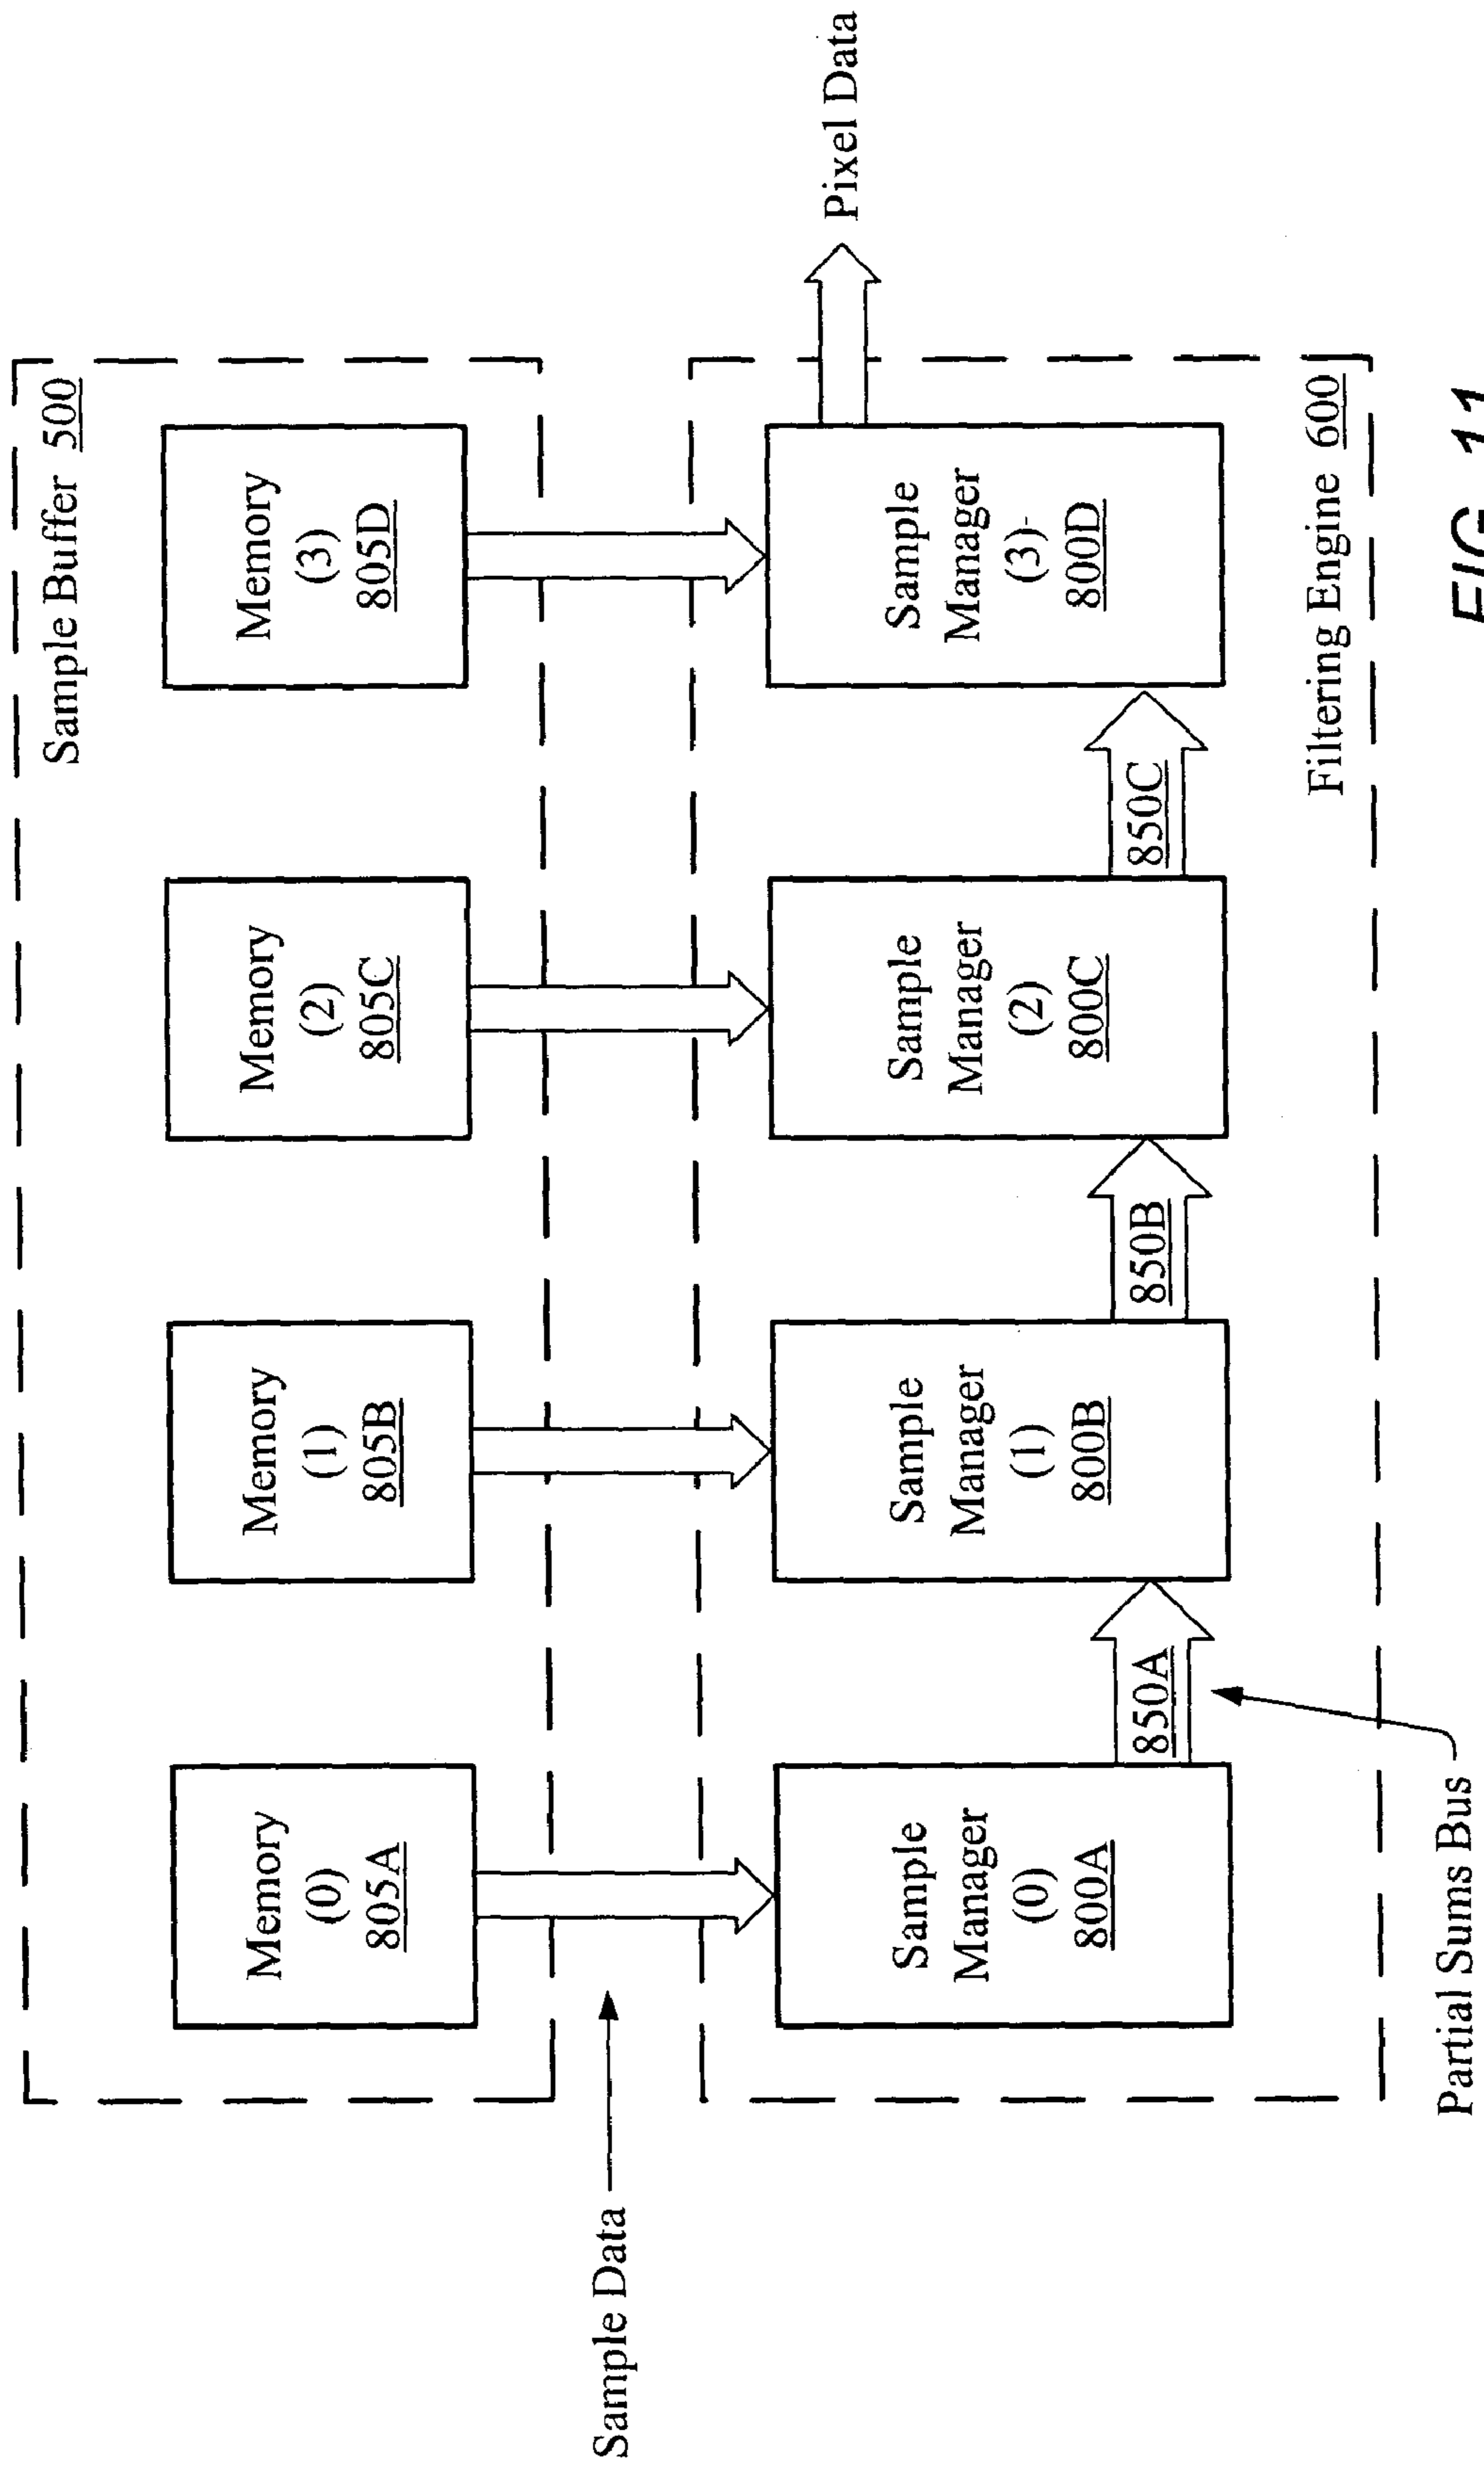 Sample Buffer 500
Memory
(0)
805A
Memory
(1)
805B
Memory
(2)
805C
Memory
(3)
805D
Sample Data
Sample
Manager
(0)
800A
Sample
Manager
(1)
800B
Sample
Manager
(2)
800C
Sample
Manager
(3)
800D
Pixel Data
850A
850B
850C
Filtering Engine 600
Partial Sums Bus
FIG. 11